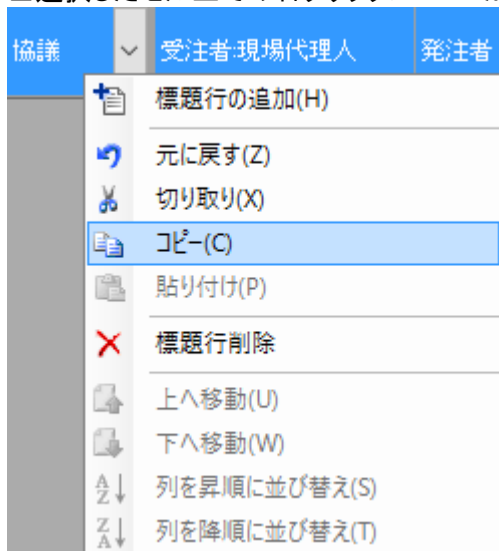 協議 受注者:現場代理人 発注者
標題行の追加(H)
元に戻す(Z)
切り取り(X)
コピー(C)
貼り付け(P)
標題行削除
上へ移動(U)
下へ移動(W)
列を昇順に並び替え(S)
列を降順に並び替え(T)